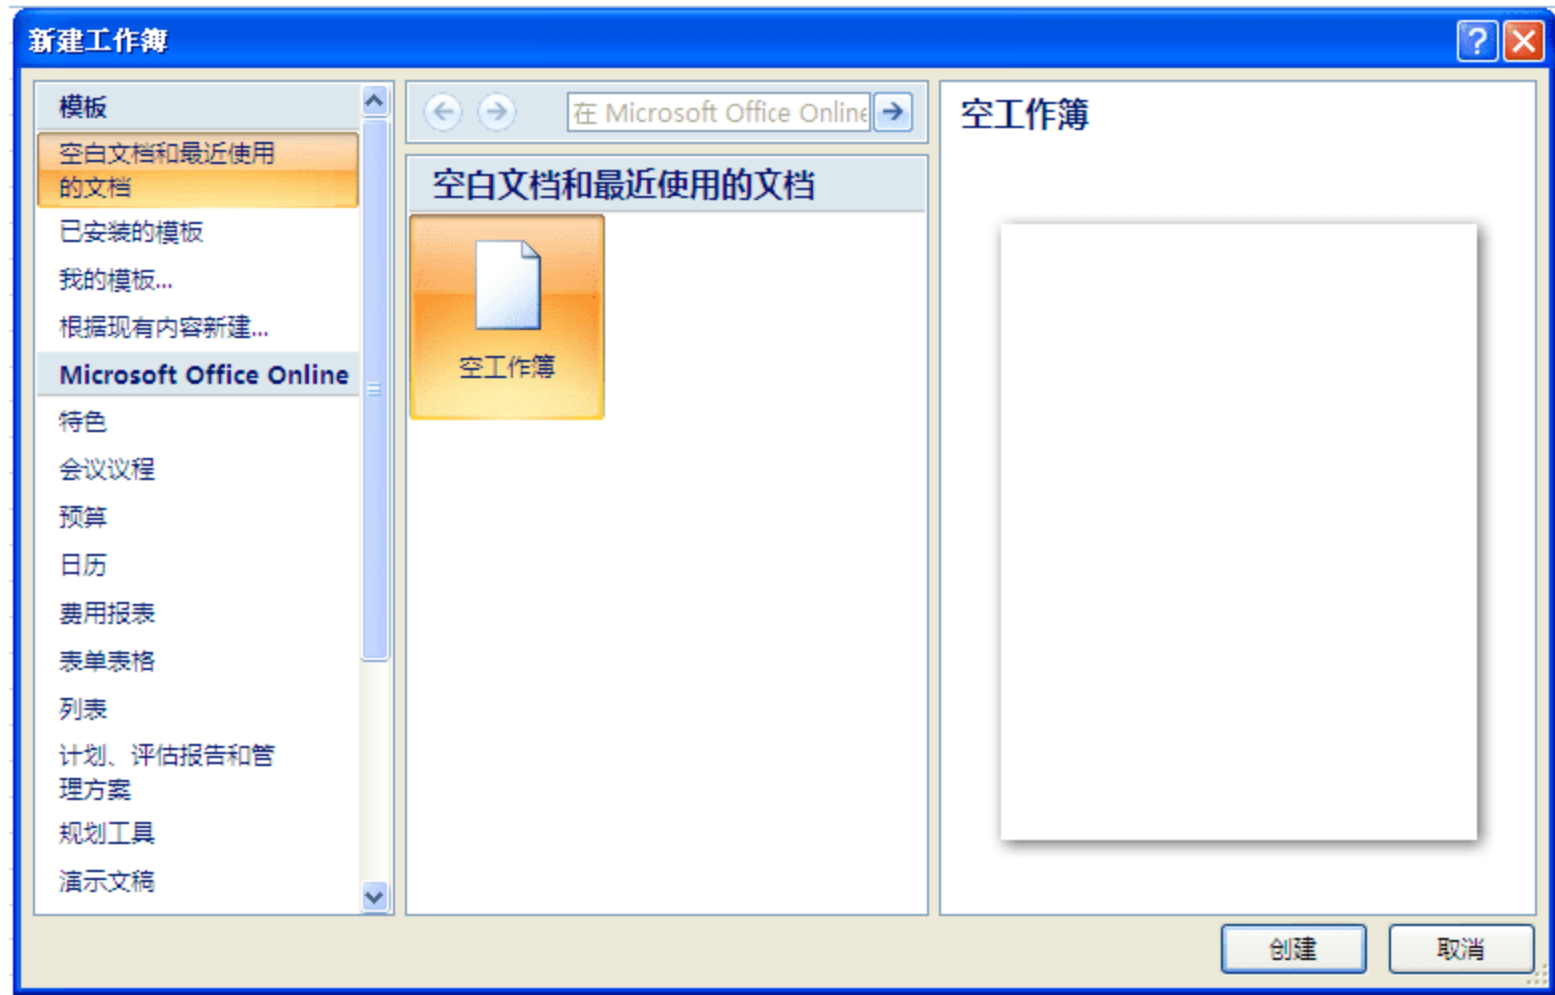 新建工作簿
模板
空白文档和最近使用
的文档
已安装的模板
我的模板...
根据现有内容新建...
Microsoft Office Online
特色
会议议程
预算
日历
费用报表
表单表格
列表
计划、评估报告和管
理方案
规划工具
演示文稿
在 Microsoft Office Online
空白文档和最近使用的文档
空工作簿
空工作簿
创建
取消